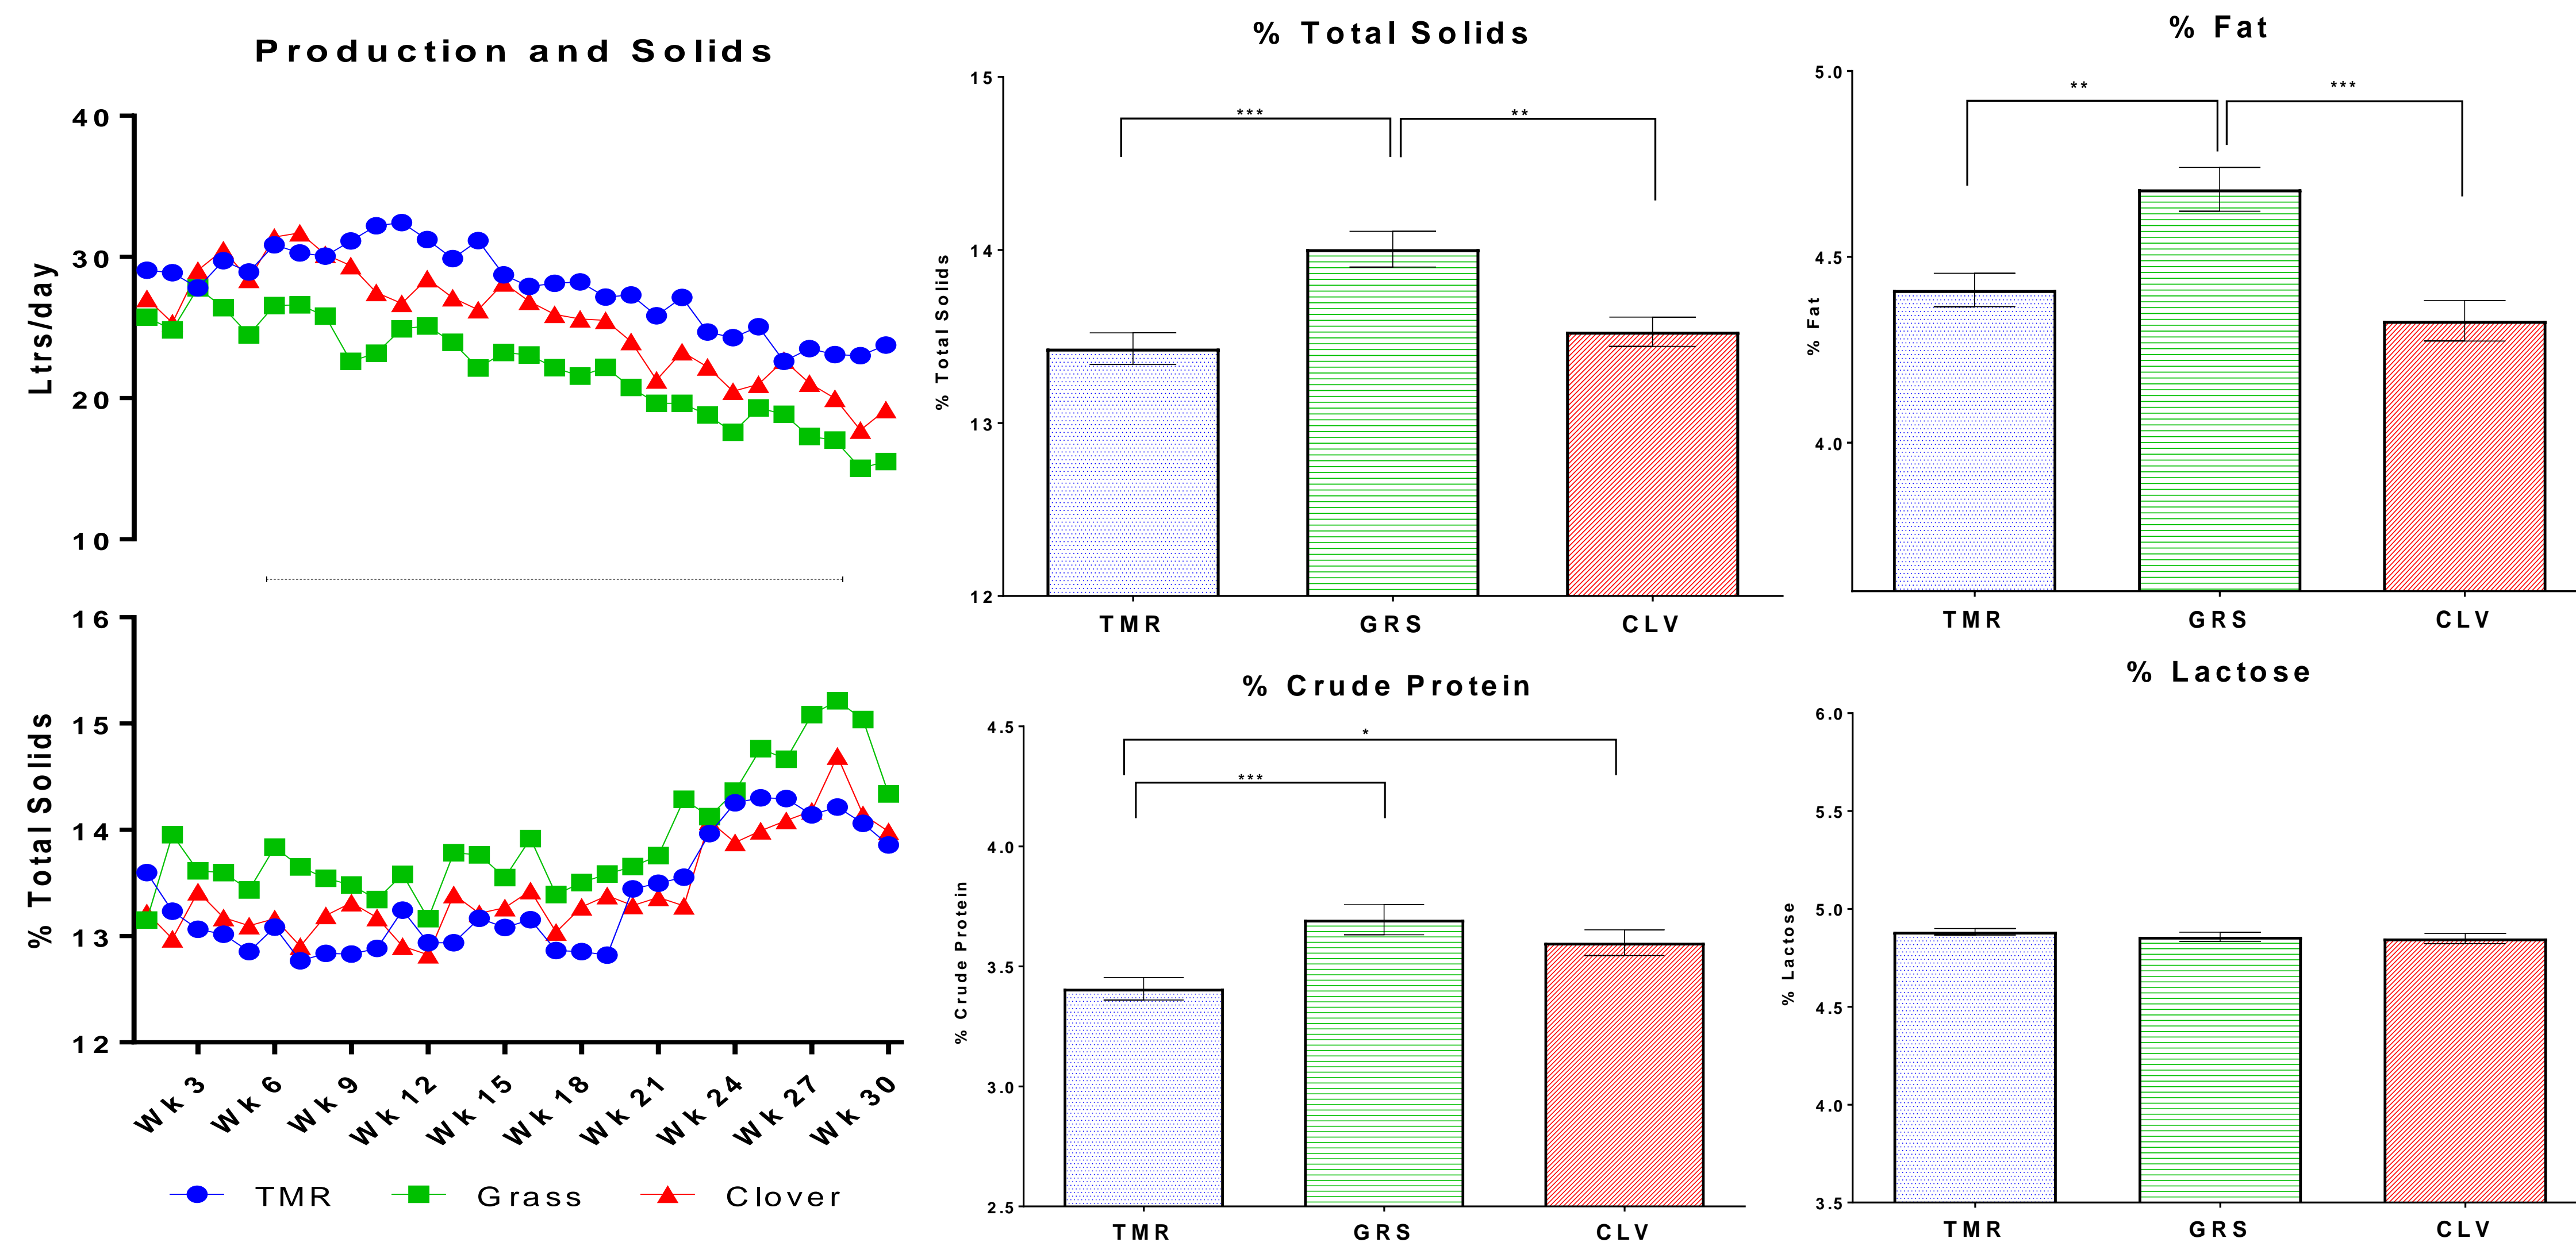 Production and Solids
Ltrs/day
40
30
20
10
% Total Solids
16
15
14
13
12
Wk 3
Wk 6
Wk 9
Wk 12
Wk 15
Wk 18
Wk 21
Wk 24
Wk 27
Wk 30
TMR Grass Clover
% Total Solids
% Total Solids
15
14
13
12
*** **
TMR GRS CLV
% Fat
% Fat
5.0
4.5
4.0
** ***
TMR GRS CLV
% Crude Protein
% Crude Protein
4.5
4.0
3.5
3.0
2.5
*
***
TMR GRS CLV
% Lactose
% Lactose
6.0
5.5
5.0
4.5
4.0
3.5
TMR GRS CLV